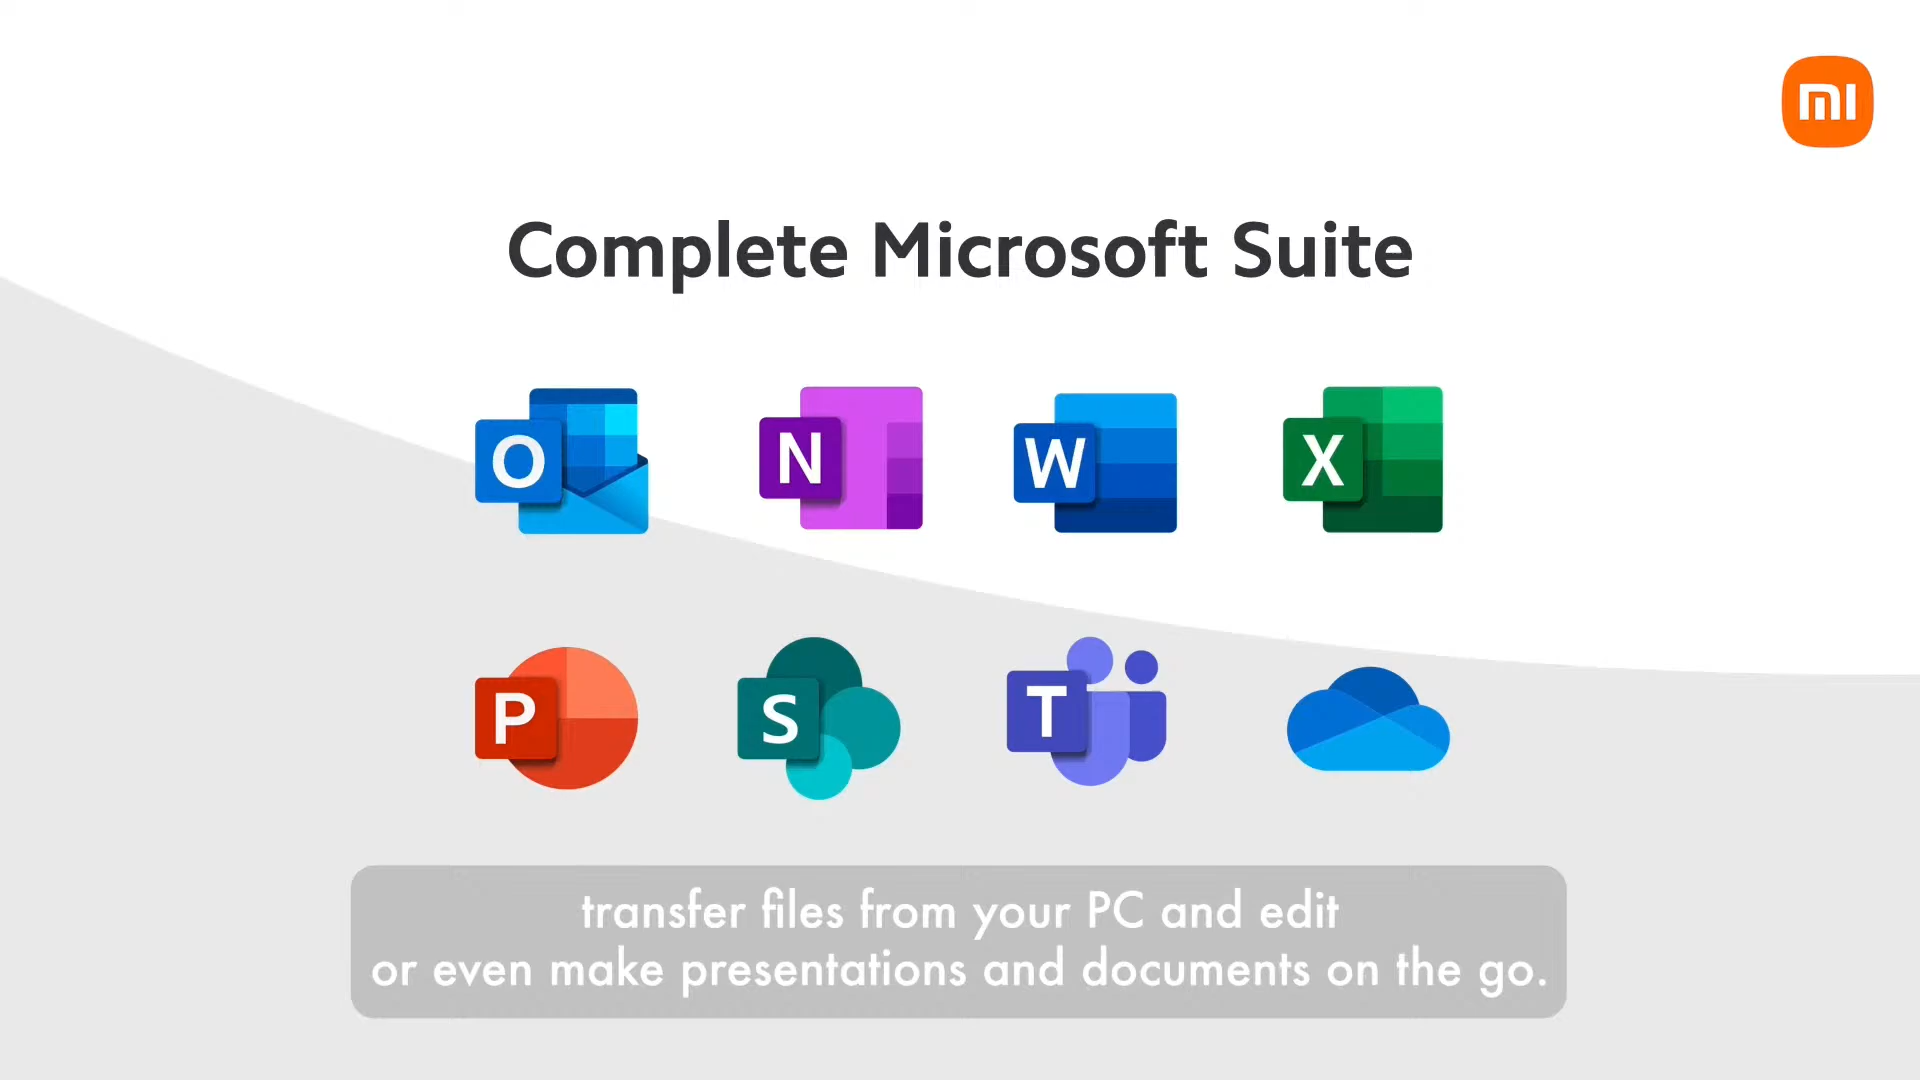 mi
Complete Microsoft Suite
O N W X
P S T
transfer files from your PC and edit
or even make presentations and documents on the go.